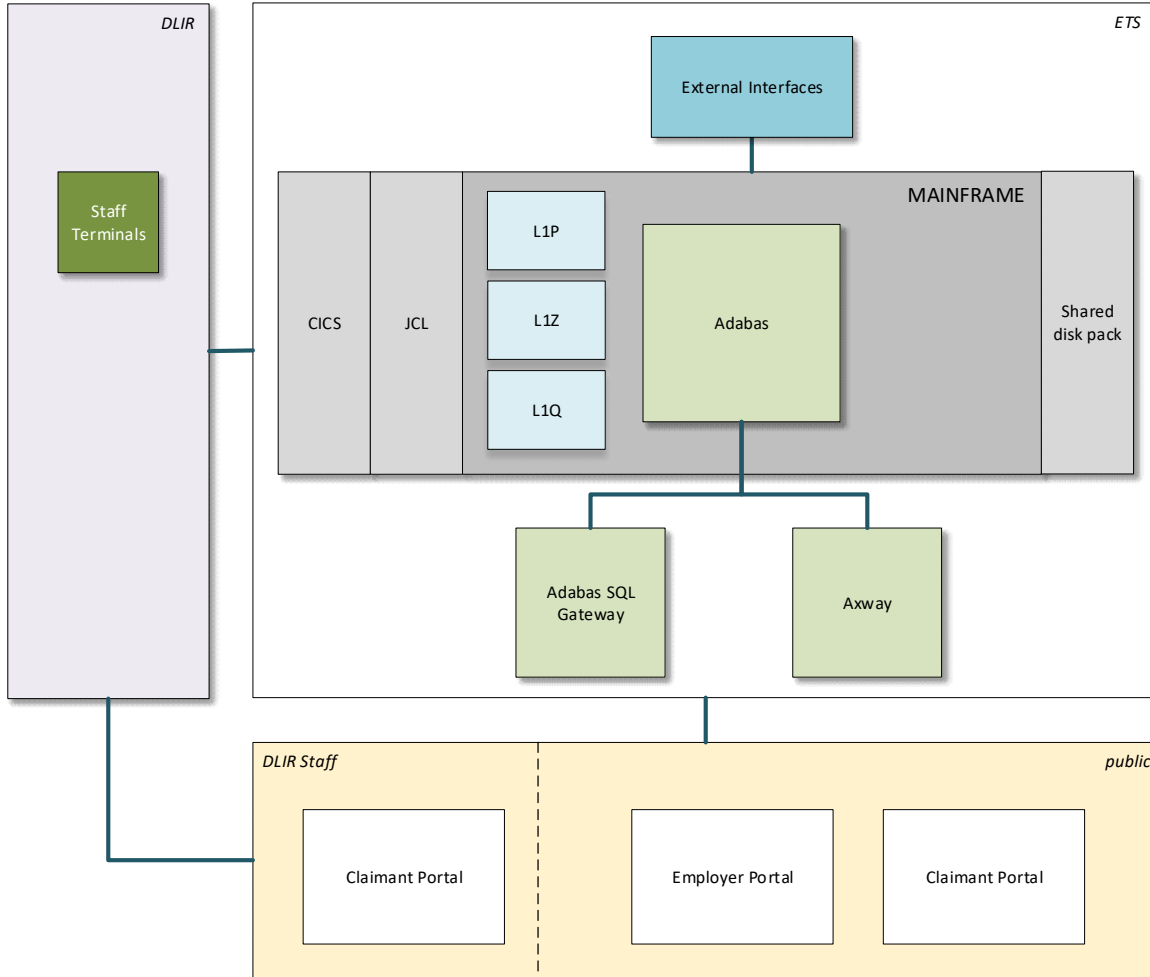 DLIR
ETS
External Interfaces
MAINFRAME
Staff
Terminals
CICS
JCL
L1P
L1Z
L1Q
Adabas
Shared
disk pack
Adabas SQL
Gateway
Axway
DLIR Staff
public
Claimant Portal
Employer Portal
Claimant Portal